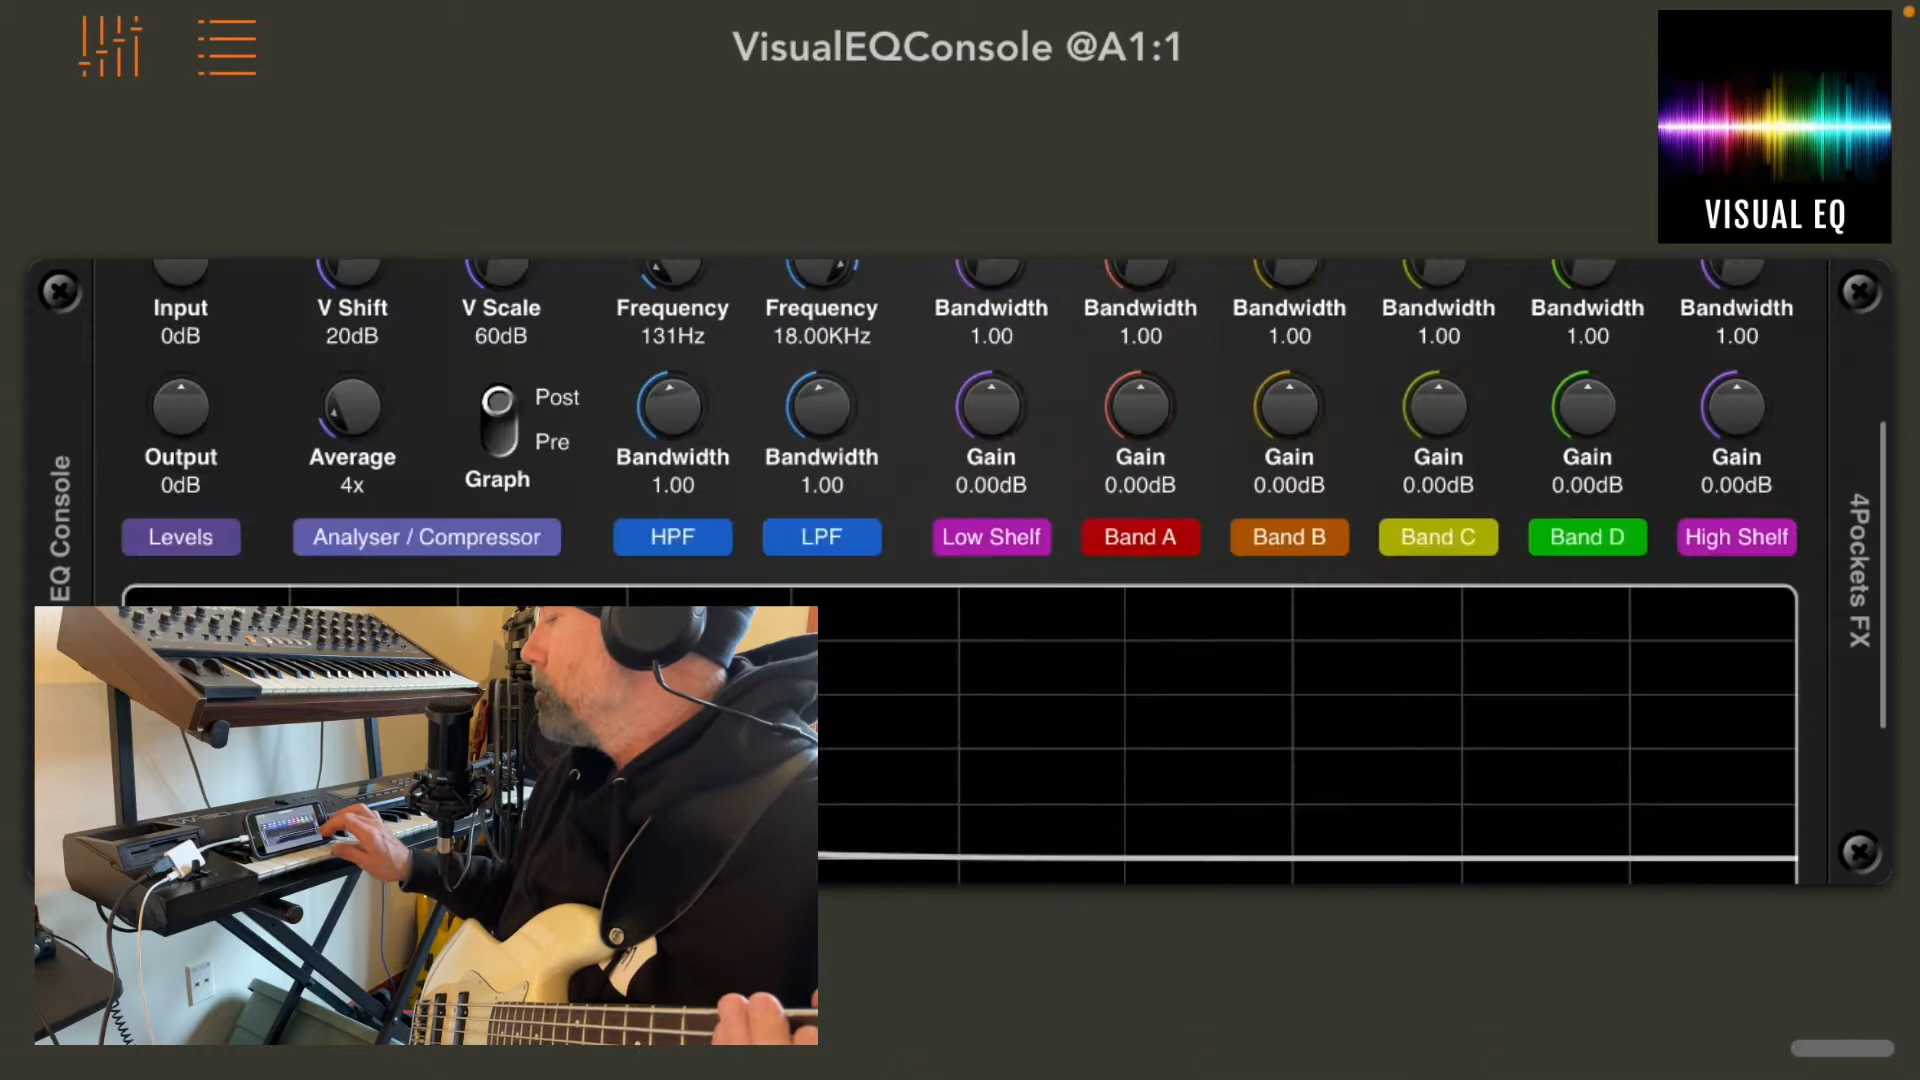 VisualEQConsole @A1:1
VISUAL EQ
Input V Shift V Scale Frequency Frequency Bandwidth Bandwidth Bandwidth Bandwidth Bandwidth Bandwidth
0dB 20dB 60dB 131Hz 18.00KHz 1.00 1.00 1.00 1.00 1.00 1.00
Post
Pre
Output Average Graph Bandwidth Bandwidth Gain Gain Gain Gain Gain Gain
0dB 4x 1.00 1.00 0.00dB 0.00dB 0.00dB 0.00dB 0.00dB 0.00dB
Levels Analyser / Compressor HPF LPF Low Shelf Band A Band B Band C Band D High Shelf
EQ Console
4Pockets FX